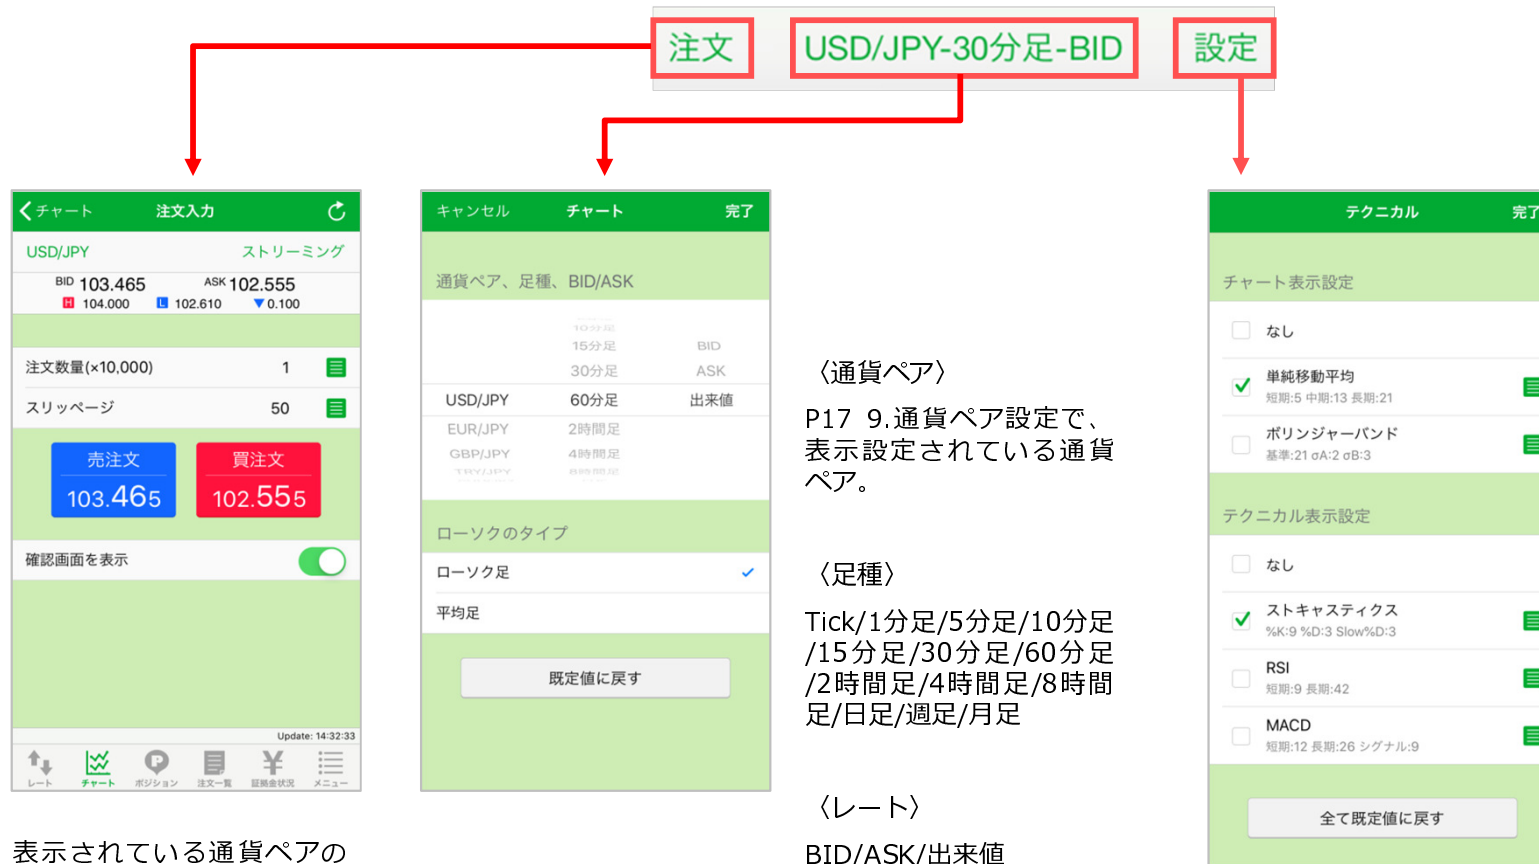 注文 USD/JPY-30分足-BID 設定
チャート 注文入力
USD/JPY ストリーミング
BID 103.465 ASK 102.555
H 104.000 L 102.610 ▼0.100
注文数量(×10,000) 1
スリッページ 50
売注文 買注文
103.465 102.555
確認画面を表示
Update: 14:32:33
レート チャート ポジション 注文一覧 証拠金状況 メニュー
表示されている通貨ペアの
キャンセル チャート 完了
通貨ペア、足種、BID/ASK
10分足
15分足 BID
30分足 ASK
USD/JPY 60分足 出来値
EUR/JPY 2時間足
GBP/JPY 4時間足
TRY/JPY 8時間足
ローソクのタイプ
ローソク足
平均足
既定値に戻す
〈通貨ペア〉
P17 9.通貨ペア設定で、
表示設定されている通貨
ペア。
〈足種〉
Tick/1分足/5分足/10分足
/15分足/30分足/60分足
/2時間足/4時間足/8時間
足/日足/週足/月足
〈レート〉
BID/ASK/出来値
テクニカル 完了
チャート表示設定
なし
単純移動平均
短期:5 中期:13 長期:21
ボリンジャーバンド
基準:21 σA:2 σB:3
テクニカル表示設定
なし
ストキャスティクス
%K:9 %D:3 Slow%D:3
RSI
短期:9 長期:42
MACD
短期:12 長期:26 シグナル:9
全て既定値に戻す